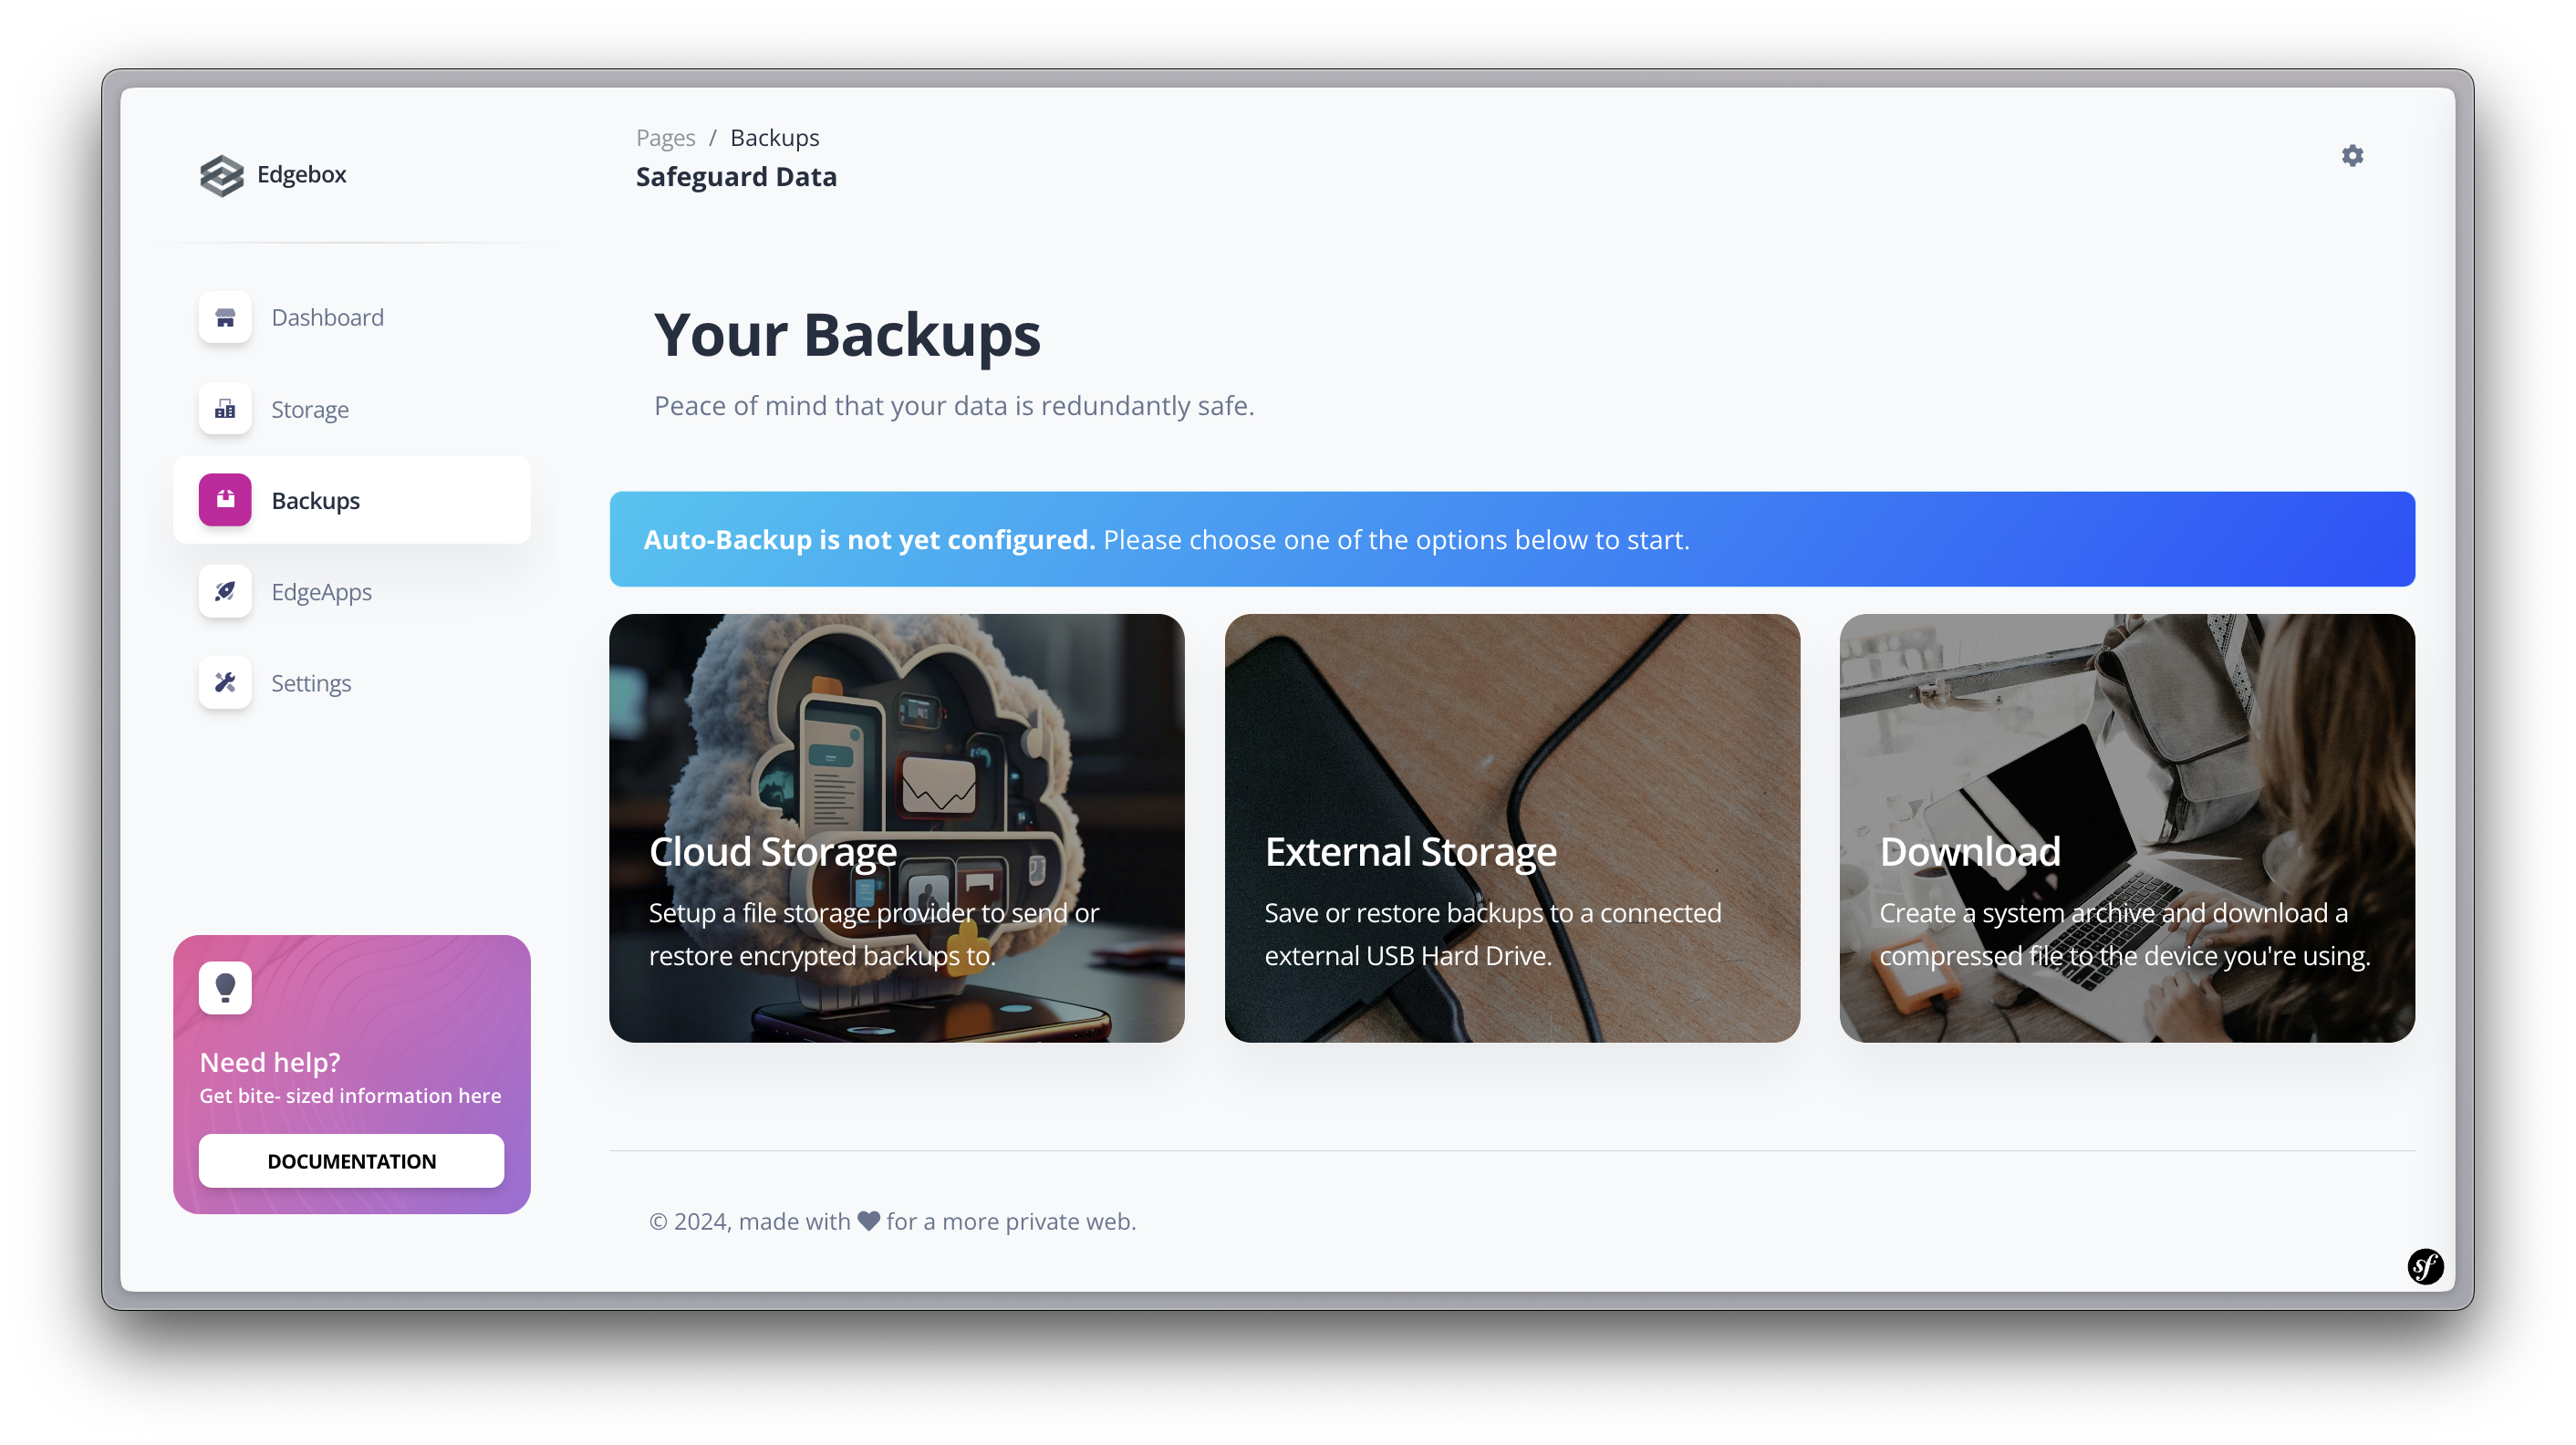 Edgebox
Dashboard
Storage
Backups
EdgeApps
Settings
Need help?
Get bite- sized information here
DOCUMENTATION
Pages / Backups
Safeguard Data
Your Backups
Peace of mind that your data is redundantly safe.
Auto-Backup is not yet configured. Please choose one of the options below to start.
Cloud Storage
Setup a file storage provider to send or
restore encrypted backups to.
External Storage
Save or restore backups to a connected
external USB Hard Drive.
Download
Create a system archive and download a
compressed file to the device you're using.
© 2024, made with ♥ for a more private web.
sf